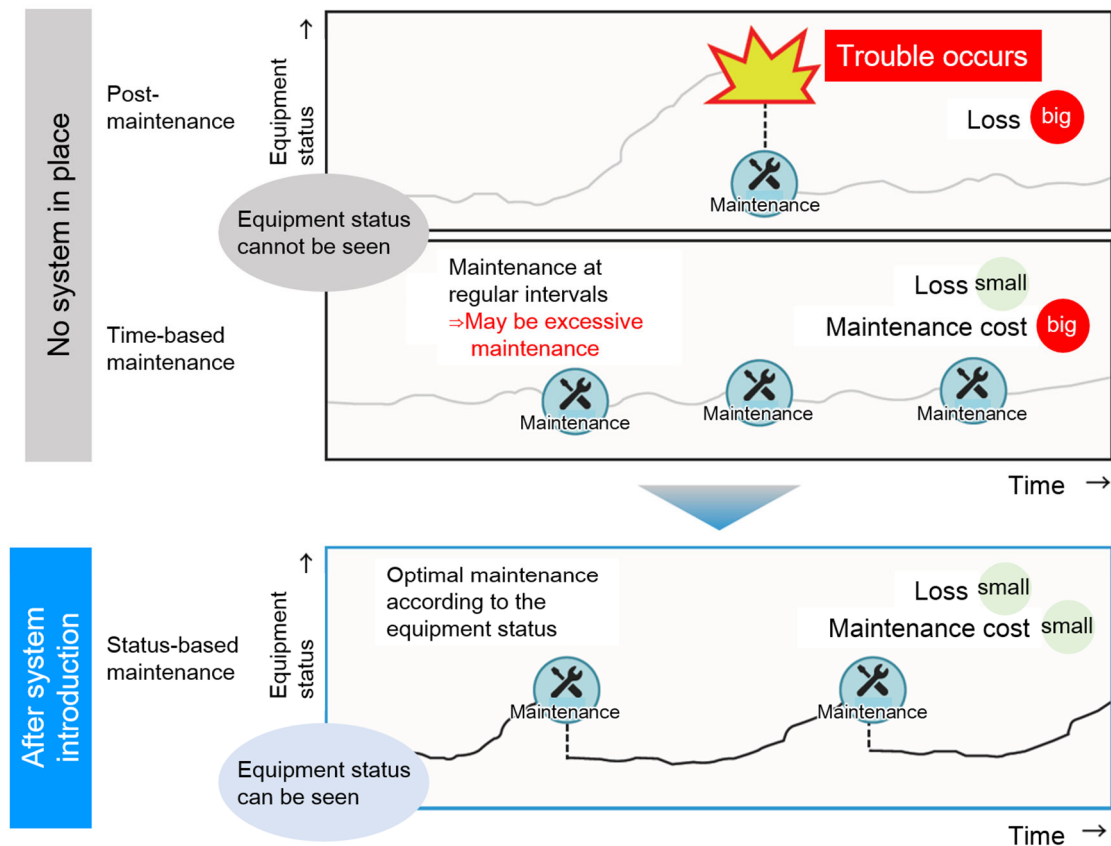 No system in place
Post-
maintenance
Equipment
status
↑
Trouble occurs
Loss big
Maintenance
Equipment status
cannot be seen
Time-based
maintenance
Maintenance at
regular intervals
⇒May be excessive
maintenance
Loss small
Maintenance cost big
Maintenance
Maintenance
Maintenance
Time →
After system
introduction
Status-based
maintenance
Equipment
status
↑
Optimal maintenance
according to the
equipment status
Loss small
Maintenance cost small
Maintenance
Maintenance
Equipment status
can be seen
Time →